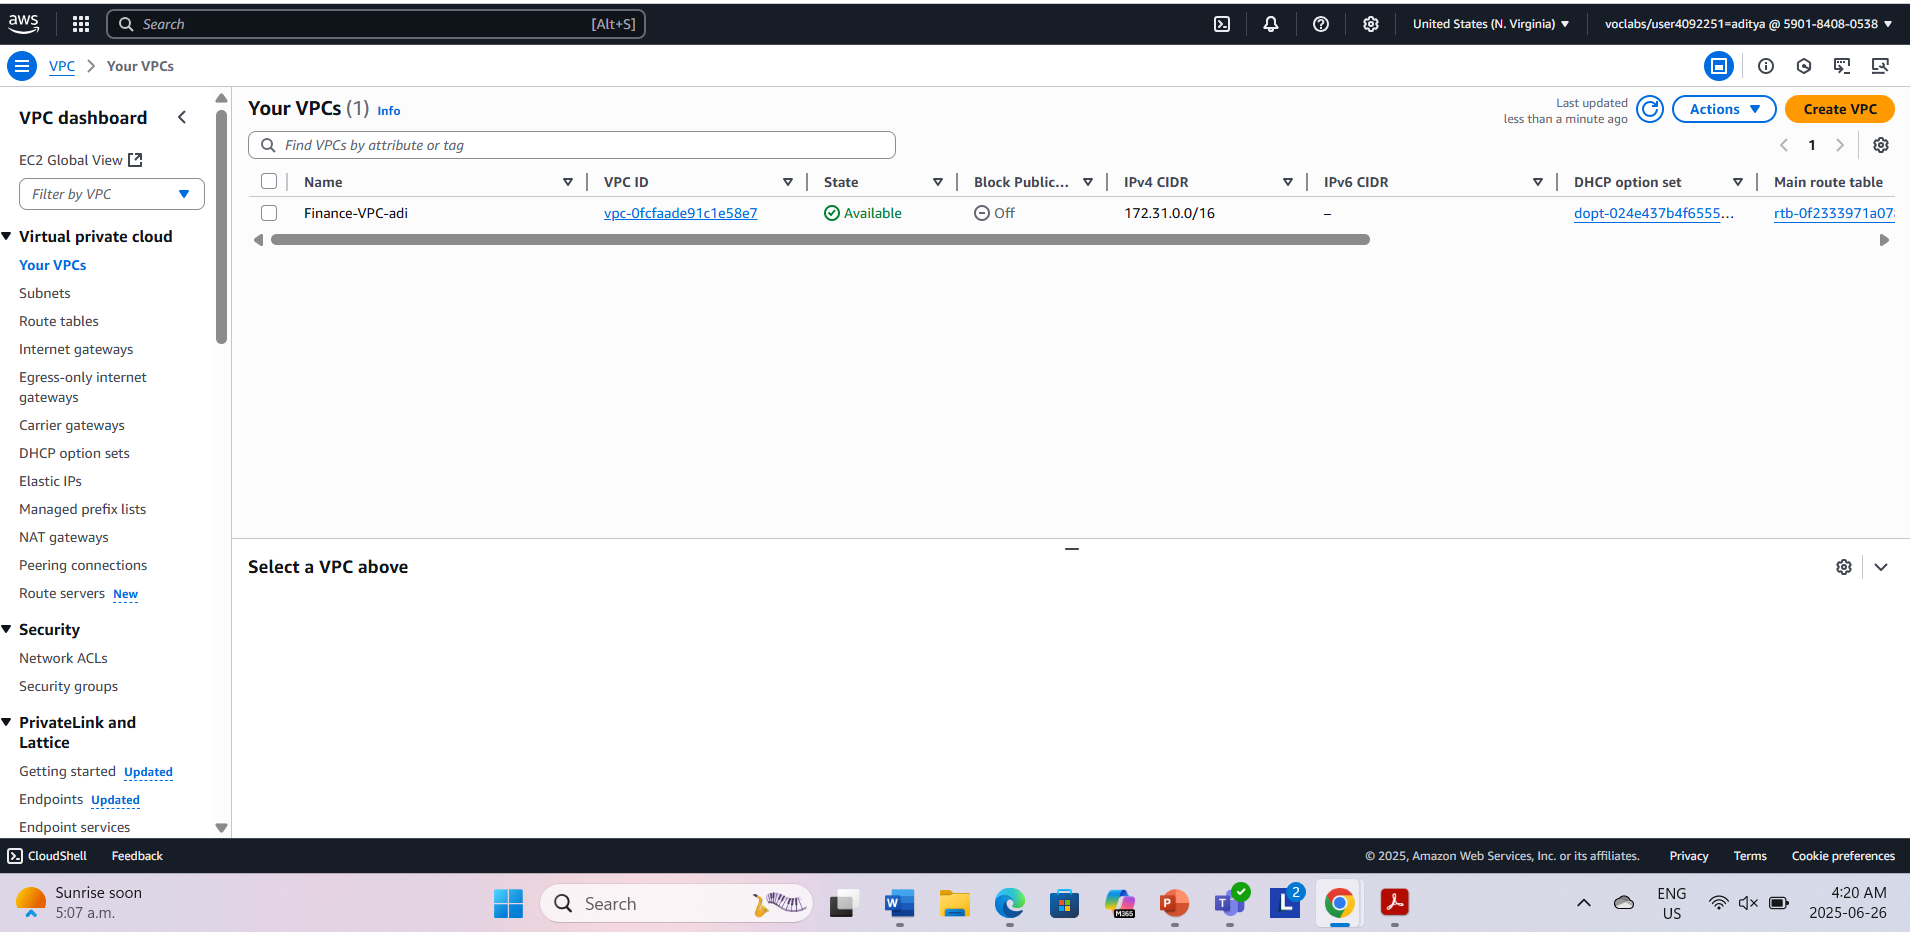 aws
Search [Alt+S]
United States (N. Virginia)
voclabs/user4092251=aditya @ 5901-8408-0538
VPC
Your VPCs
VPC dashboard
EC2 Global View
Filter by VPC
Virtual private cloud
Your VPCs
Subnets
Route tables
Internet gateways
Egress-only internet
gateways
Carrier gateways
DHCP option sets
Elastic IPs
Managed prefix lists
NAT gateways
Peering connections
Route servers New
Security
Network ACLs
Security groups
PrivateLink and
Lattice
Getting started Updated
Endpoints Updated
Endpoint services
Your VPCs (1) Info
Last updated
less than a minute ago
Actions
Create VPC
Find VPCs by attribute or tag
1
Name VPC ID State Block Public... IPv4 CIDR IPv6 CIDR DHCP option set Main route table
Finance-VPC-adi vpc-0fcfaade91c1e58e7 Available Off 172.31.0.0/16 – dopt-024e437b4f6555... rtb-0f2333971a07
Select a VPC above
CloudShell Feedback
© 2025, Amazon Web Services, Inc. or its affiliates. Privacy Terms Cookie preferences
Sunrise soon
5:07 a.m.
Search
W
M365
P
T
L
2
ENG
US
4:20 AM
2025-06-26